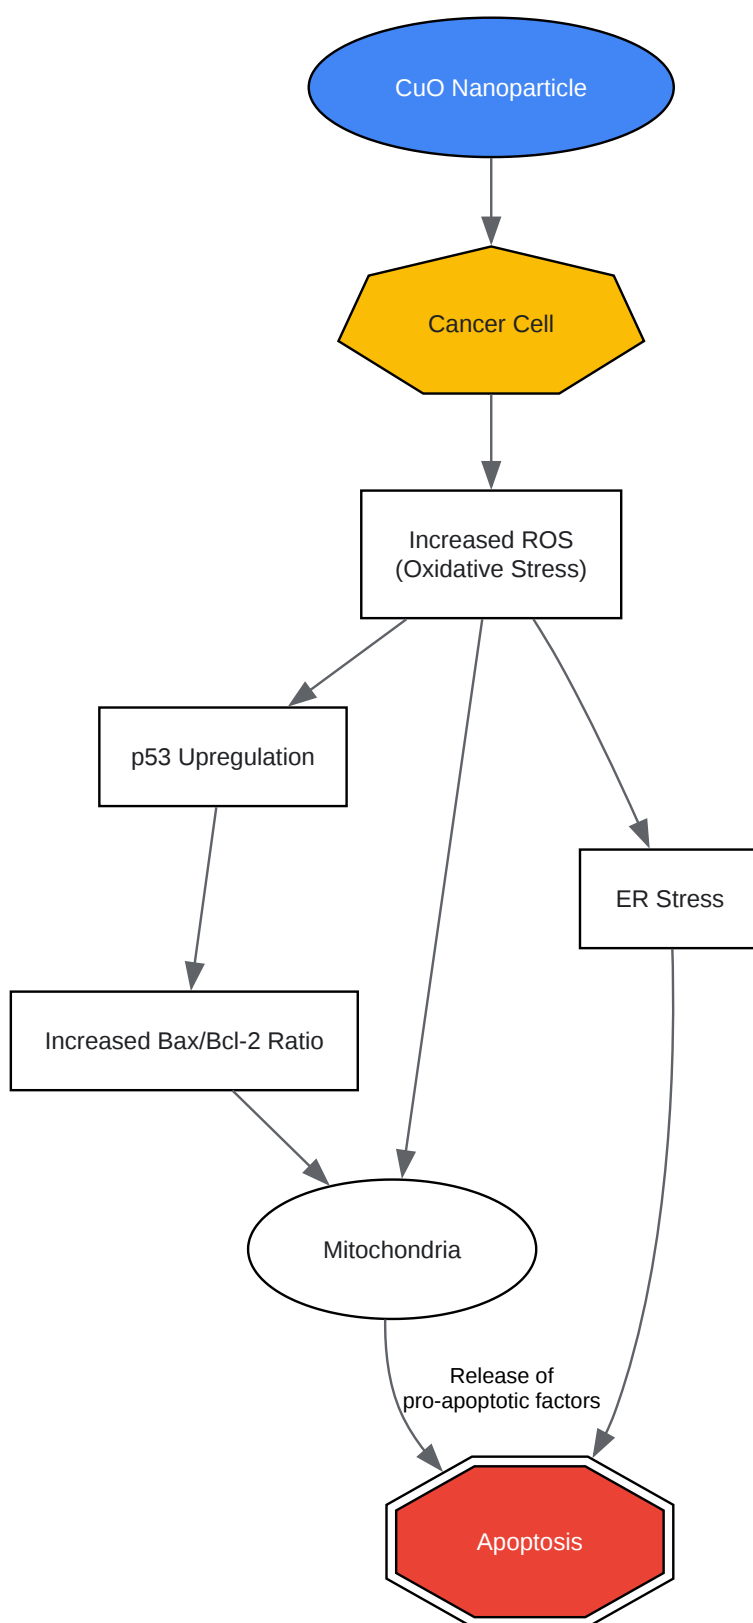 CuO Nanoparticle
Cancer Cell
Increased ROS
(Oxidative Stress)
p53 Upregulation
ER Stress
Increased Bax/Bcl-2 Ratio
Mitochondria
Release of
pro-apoptotic factors
Apoptosis